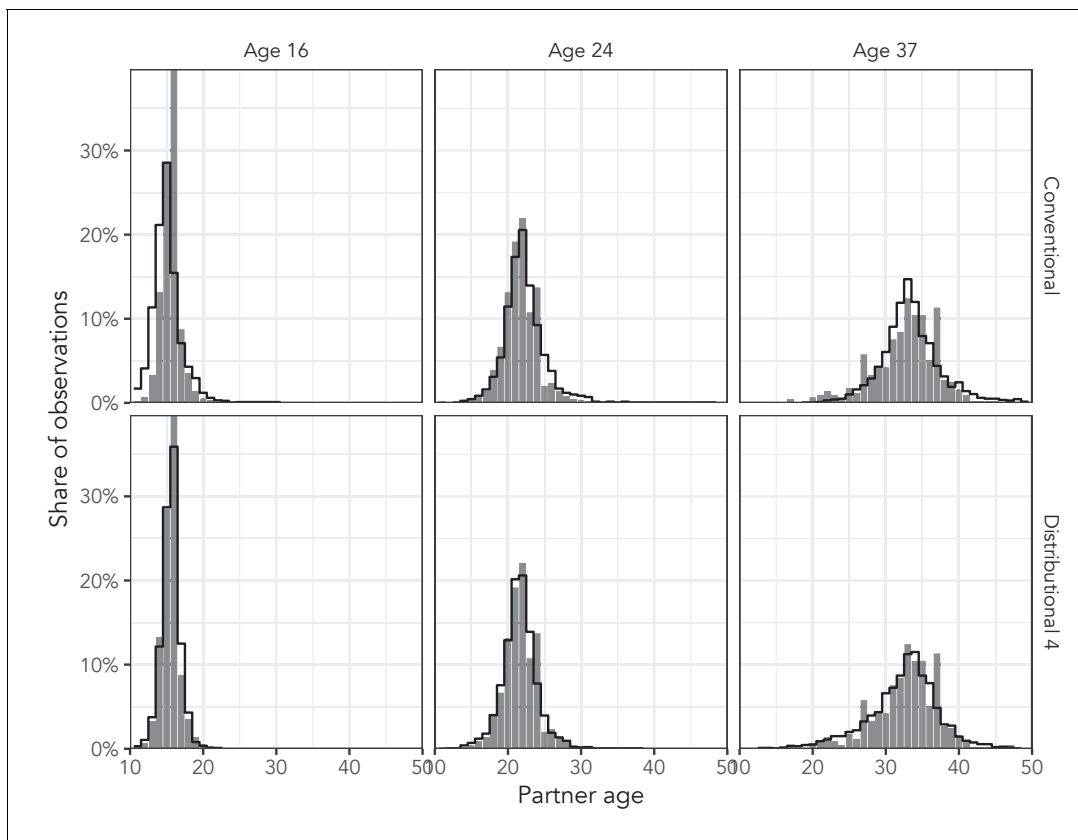 Age 16 Age 24 Age 37
30%
20%
10%
0%
Conventional
30%
20%
10%
0%
Distributional 4
Share of observations
10 20 30 40 50 10 20 30 40 50 10 20 30 40 50
Partner age